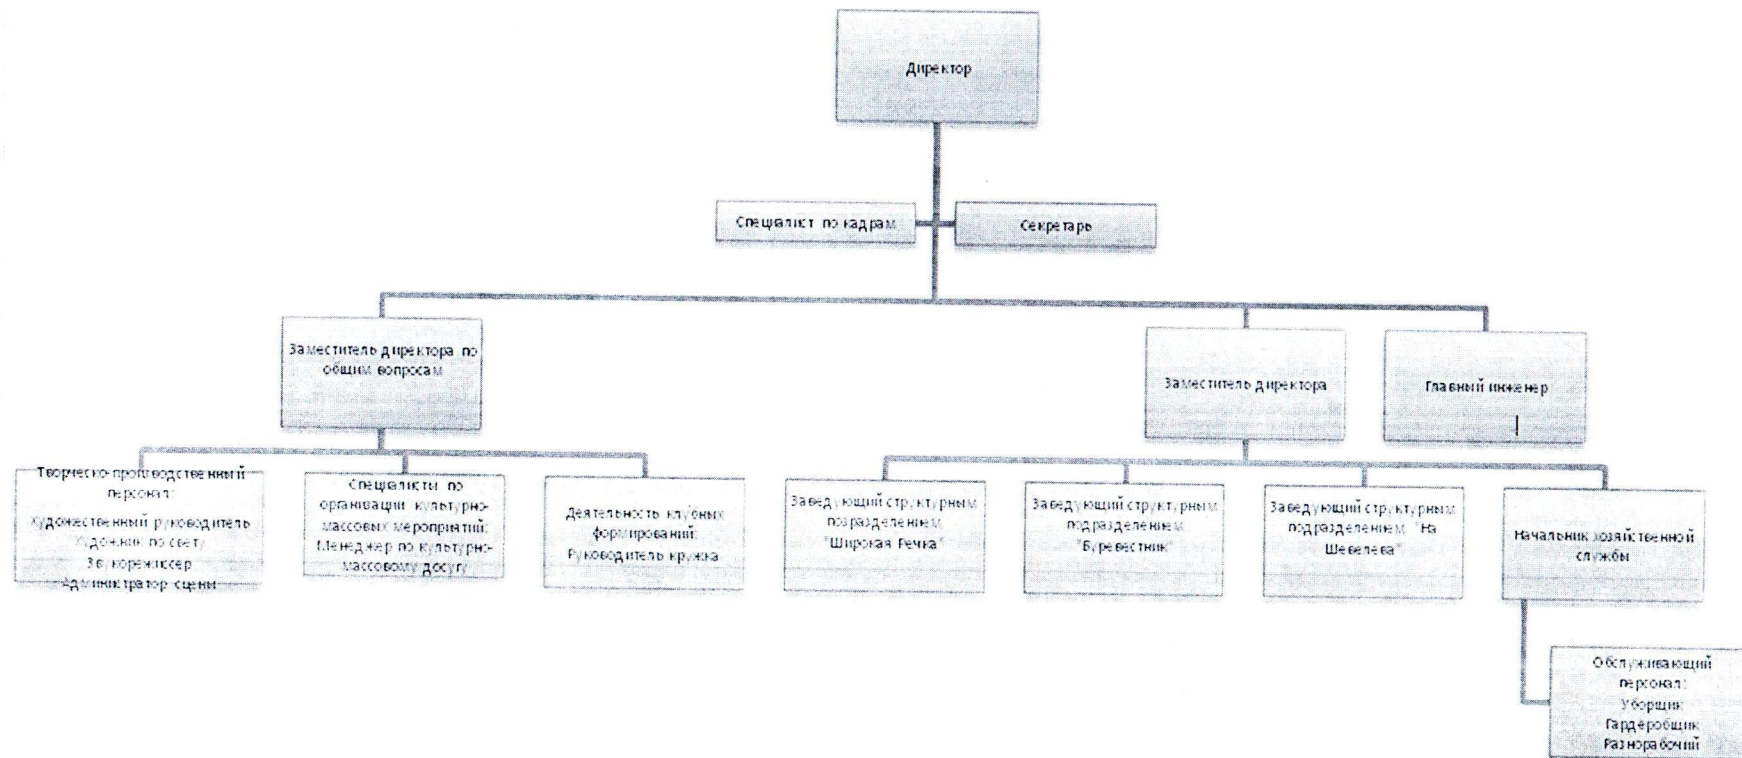 Директор
Специалист по кадрам
Секретарь
Заместитель директора по
общим вопросам
Заместитель директора
Главный инженер
Творческо-производственный
персонал:
Художественный руководитель
Художник по свету
Звукорежиссер
Администратор сцены
Специалисты по
организации культурно-
массовых мероприятий:
Менеджер по культурно-
массовому досугу
Деятельность клубных
формирований:
Руководитель кружка
Заведующий структурным
подразделением
"Широкая Речка"
Заведующий структурным
подразделением
"Буревестник"
Заведующий структурным
подразделением "На
Шевелева"
Начальник хозяйственной
службы
Обслуживающий
персонал:
Уборщик
Гардеробщик
Разнорабочий